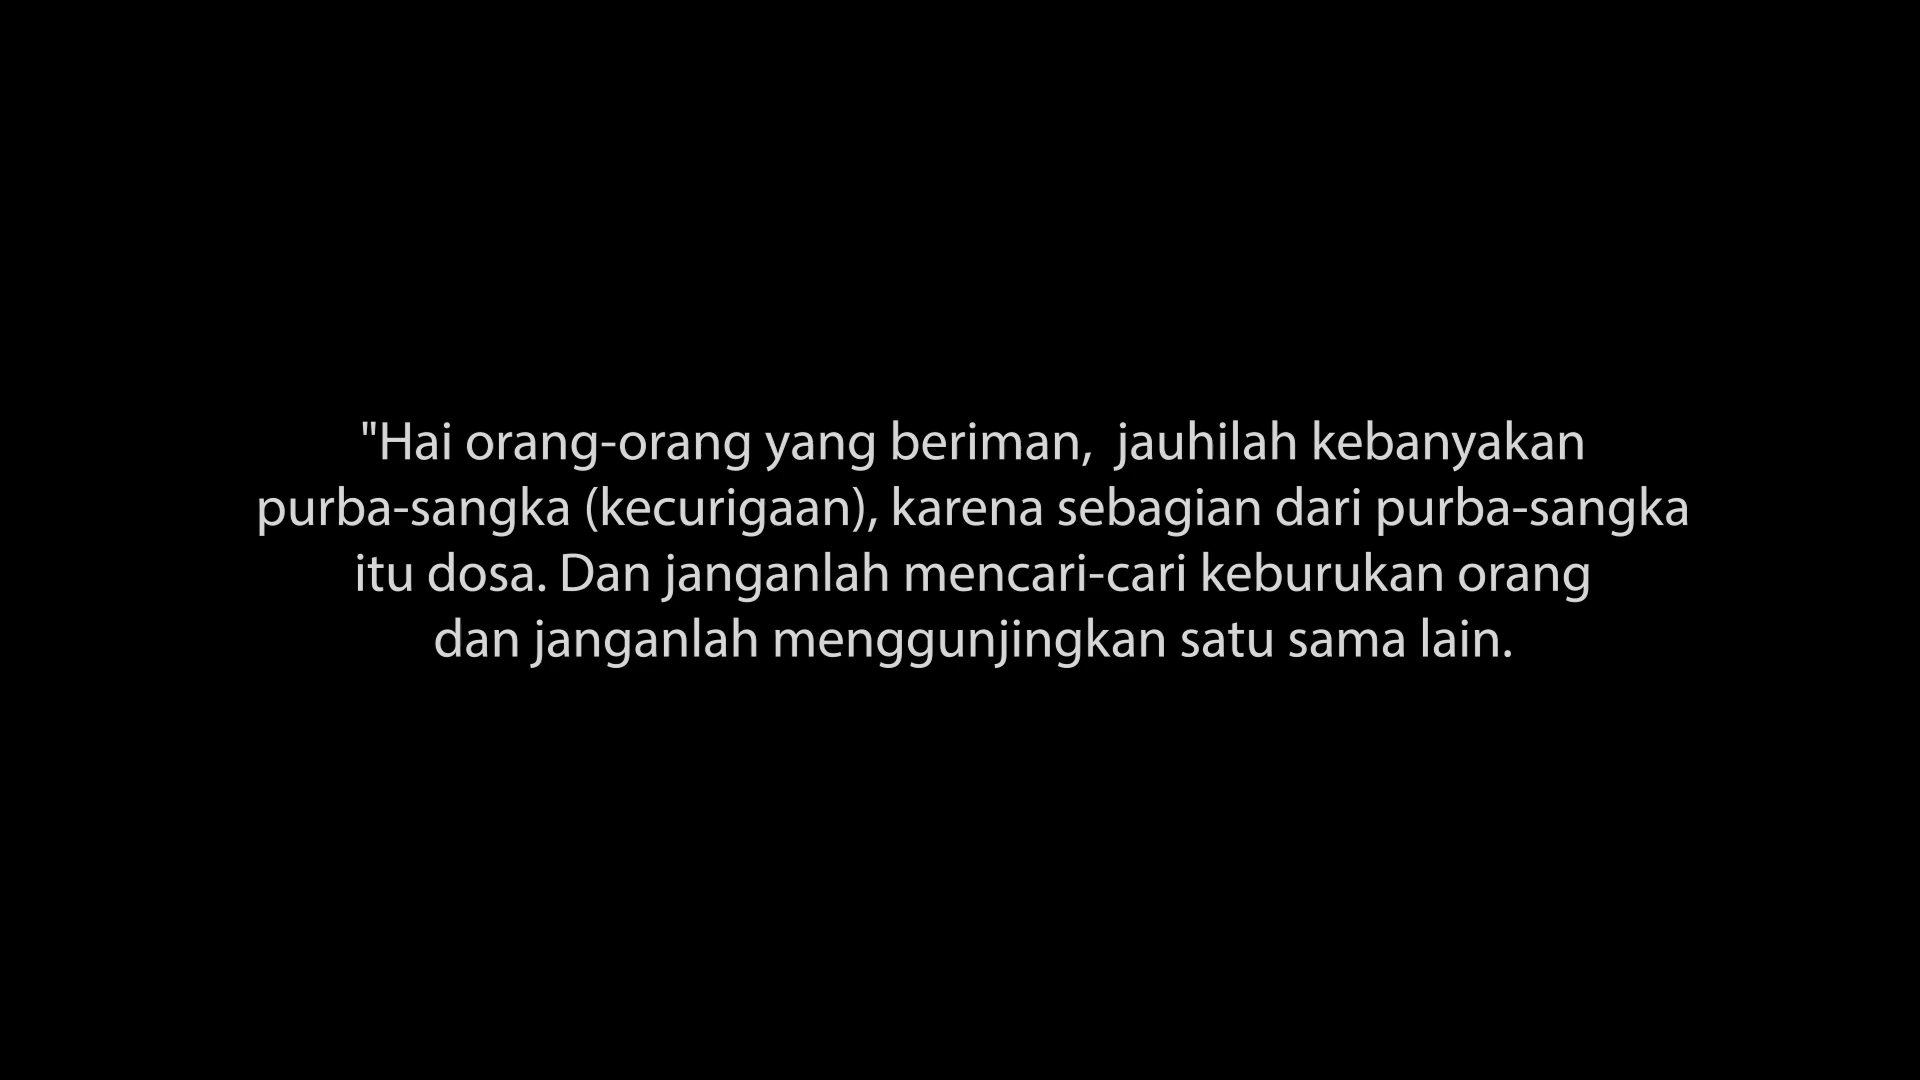 "Hai orang-orang yang beriman,  jauhilah kebanyakan
purba-sangka (kecurigaan), karena sebagian dari purba-sangka
itu dosa. Dan janganlah mencari-cari keburukan orang
dan janganlah menggunjingkan satu sama lain.